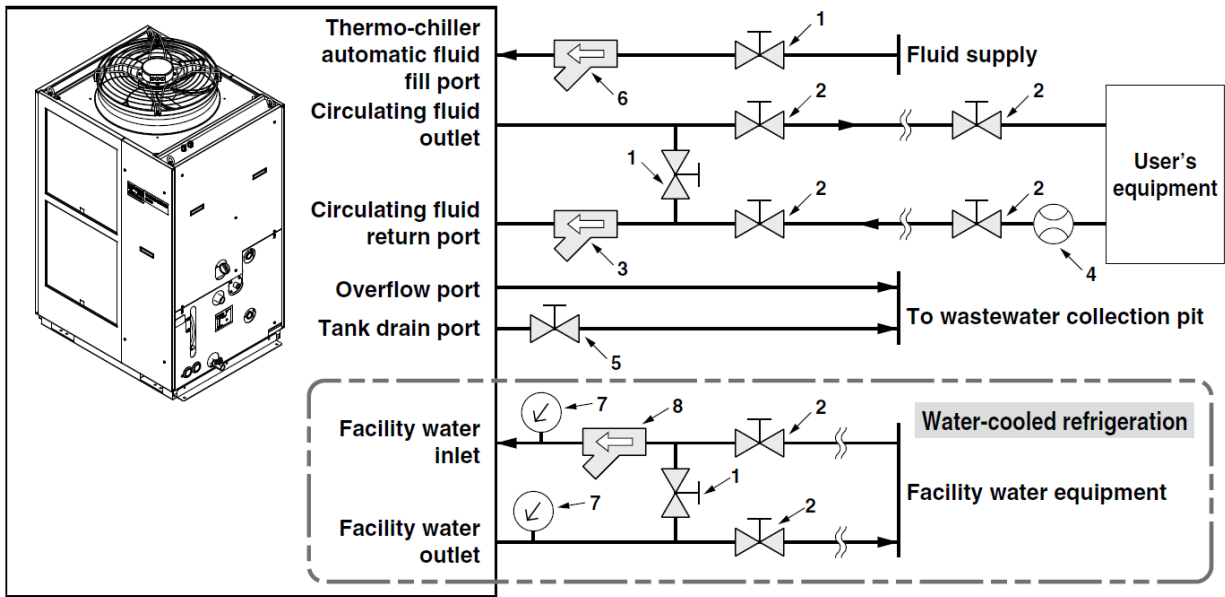 Thermo-chiller
automatic fluid
fill port
1
6
Fluid supply
Circulating fluid
outlet
2
2
1
User's
equipment
Circulating fluid
return port
2
2
3
4
Overflow port
Tank drain port
5
To wastewater collection pit
7
8
2
Water-cooled refrigeration
Facility water
inlet
1
Facility water equipment
7
2
Facility water
outlet